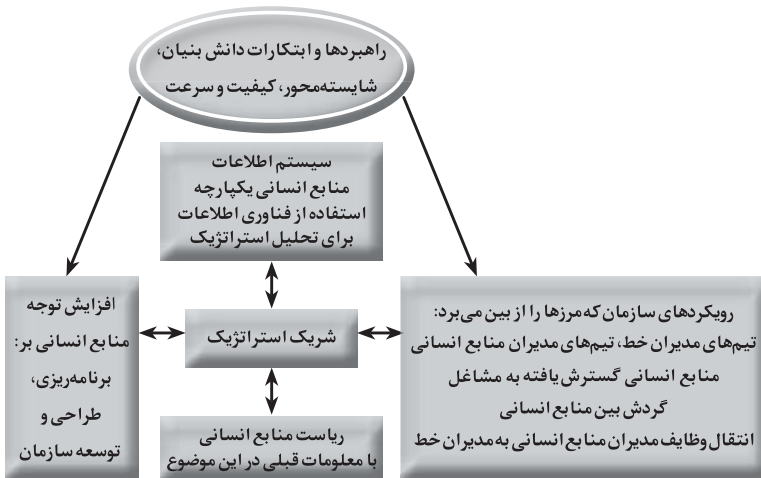 راهبردها و ابتکارات دانش بنیان،
شایسته‌محور، کیفیت و سرعت
سیستم اطلاعات
منابع انسانی یکپارچه
استفاده از فناوری اطلاعات
برای تحلیل استراتژیک
رویکردهای سازمان که مرزها را از بین می‌برد:
تیم‌های مدیران خط، تیم‌های مدیران منابع انسانی
منابع انسانی گسترش یافته به مشاغل
گردش بین منابع انسانی
انتقال وظایف مدیران منابع انسانی به مدیران خط
شریک استراتژیک
افزایش توجه
منابع انسانی بر:
برنامه‌ریزی،
طراحی و
توسعه سازمان
ریاست منابع انسانی
با معلومات قبلی در این موضوع